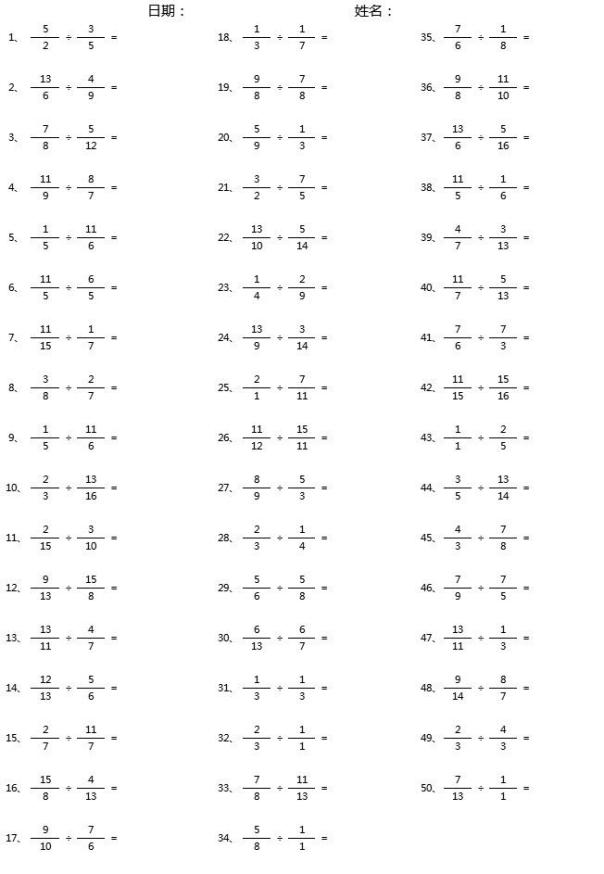 日期： 姓名：
1、 5/2 ÷ 3/5 = 18、 1/3 ÷ 1/7 = 35、 7/6 ÷ 1/8 =
2、 13/6 ÷ 4/9 = 19、 9/8 ÷ 7/8 = 36、 9/8 ÷ 11/10 =
3、 7/8 ÷ 5/12 = 20、 5/9 ÷ 1/3 = 37、 13/6 ÷ 5/16 =
4、 11/9 ÷ 8/7 = 21、 3/2 ÷ 7/5 = 38、 11/5 ÷ 1/6 =
5、 1/5 ÷ 11/6 = 22、 13/10 ÷ 5/14 = 39、 4/7 ÷ 3/13 =
6、 11/5 ÷ 6/5 = 23、 1/4 ÷ 2/9 = 40、 11/7 ÷ 5/13 =
7、 11/15 ÷ 1/7 = 24、 13/9 ÷ 3/14 = 41、 7/6 ÷ 7/3 =
8、 3/8 ÷ 2/7 = 25、 2/1 ÷ 7/11 = 42、 11/15 ÷ 15/16 =
9、 1/5 ÷ 11/6 = 26、 11/12 ÷ 15/11 = 43、 1/1 ÷ 2/5 =
10、 2/3 ÷ 13/16 = 27、 8/9 ÷ 5/3 = 44、 3/5 ÷ 13/14 =
11、 2/15 ÷ 3/10 = 28、 2/3 ÷ 1/4 = 45、 4/3 ÷ 7/8 =
12、 9/13 ÷ 15/8 = 29、 5/6 ÷ 5/8 = 46、 7/9 ÷ 7/5 =
13、 13/11 ÷ 4/7 = 30、 6/13 ÷ 6/7 = 47、 13/11 ÷ 1/3 =
14、 12/13 ÷ 5/6 = 31、 1/3 ÷ 1/3 = 48、 9/14 ÷ 8/7 =
15、 2/7 ÷ 11/7 = 32、 2/3 ÷ 1/1 = 49、 2/3 ÷ 4/3 =
16、 15/8 ÷ 4/13 = 33、 7/8 ÷ 11/13 = 50、 7/13 ÷ 1/1 =
17、 9/10 ÷ 7/6 = 34、 5/8 ÷ 1/1 =